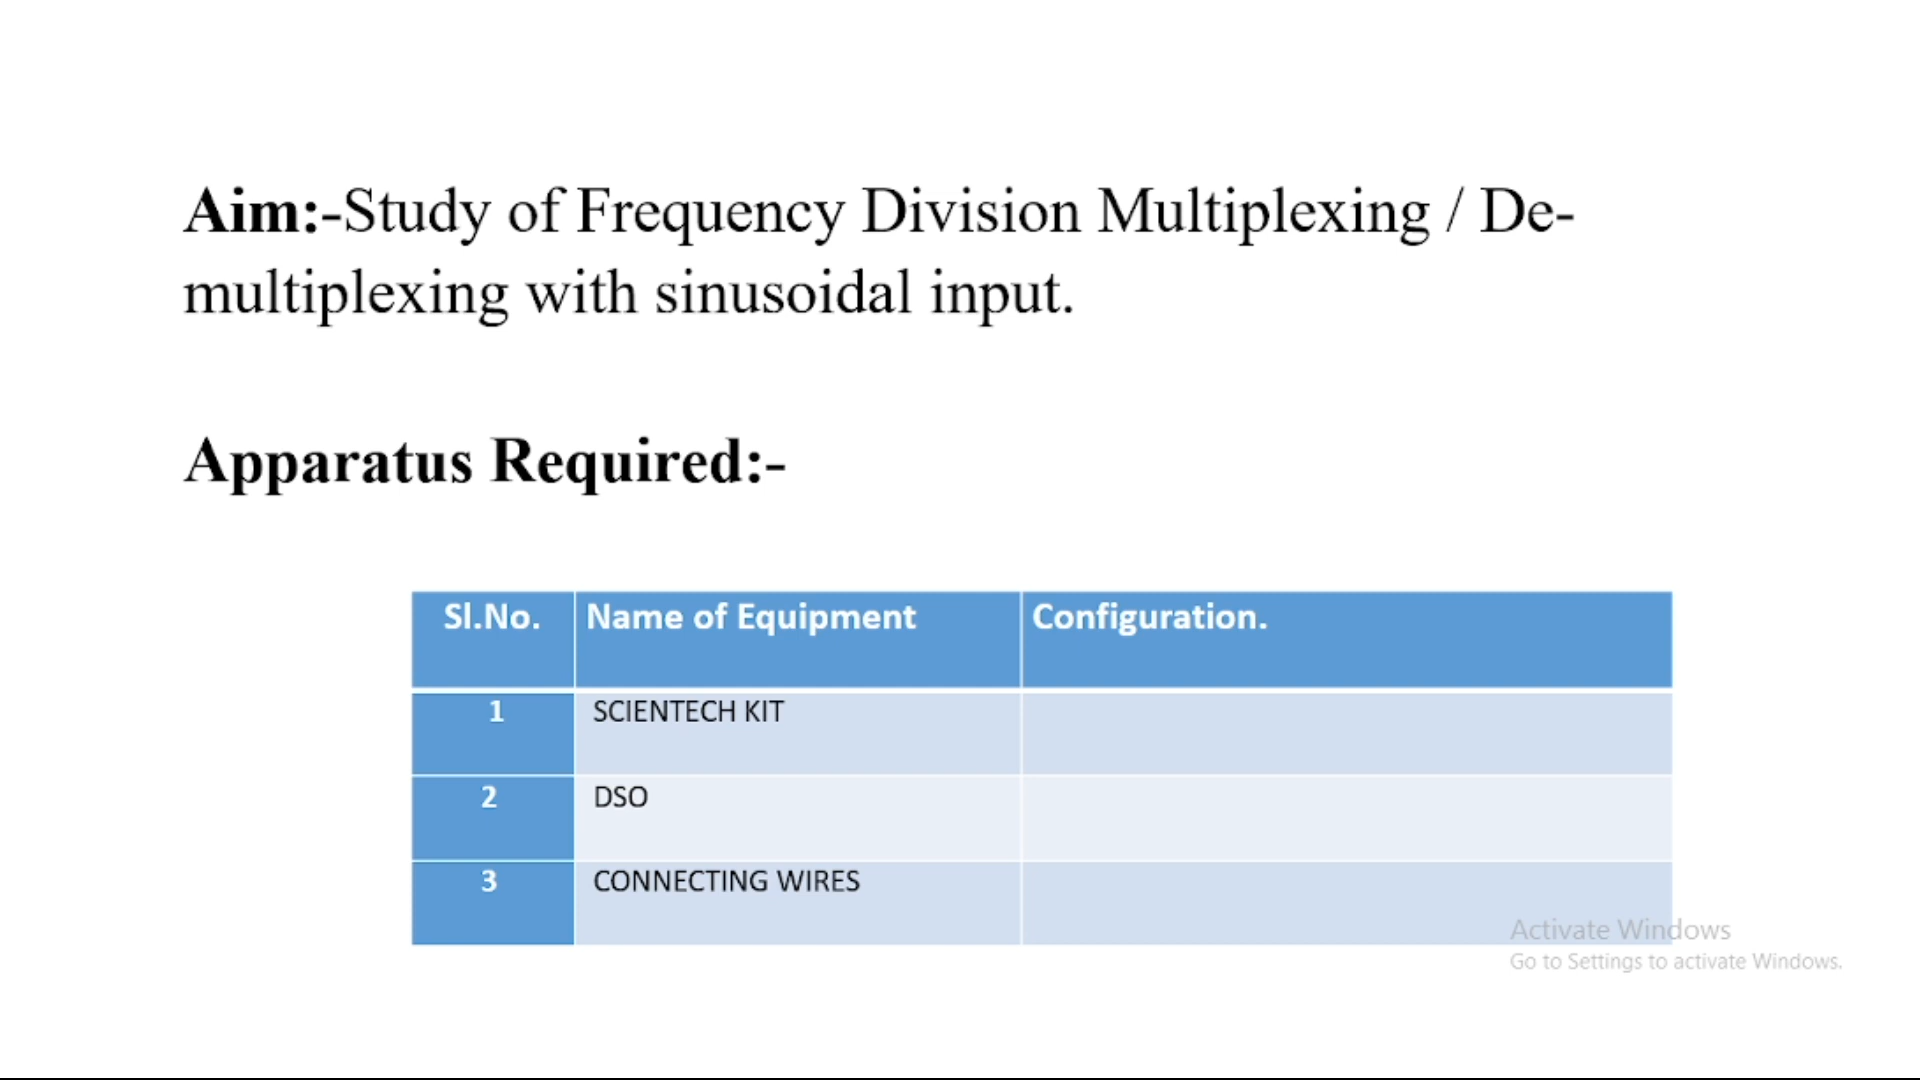 Aim:-Study of Frequency Division Multiplexing / De-
multiplexing with sinusoidal input.
Apparatus Required:-
Sl.No. Name of Equipment Configuration.
1 SCIENTECH KIT
2 DSO
3 CONNECTING WIRES
Activate Windows
Go to Settings to activate Windows.